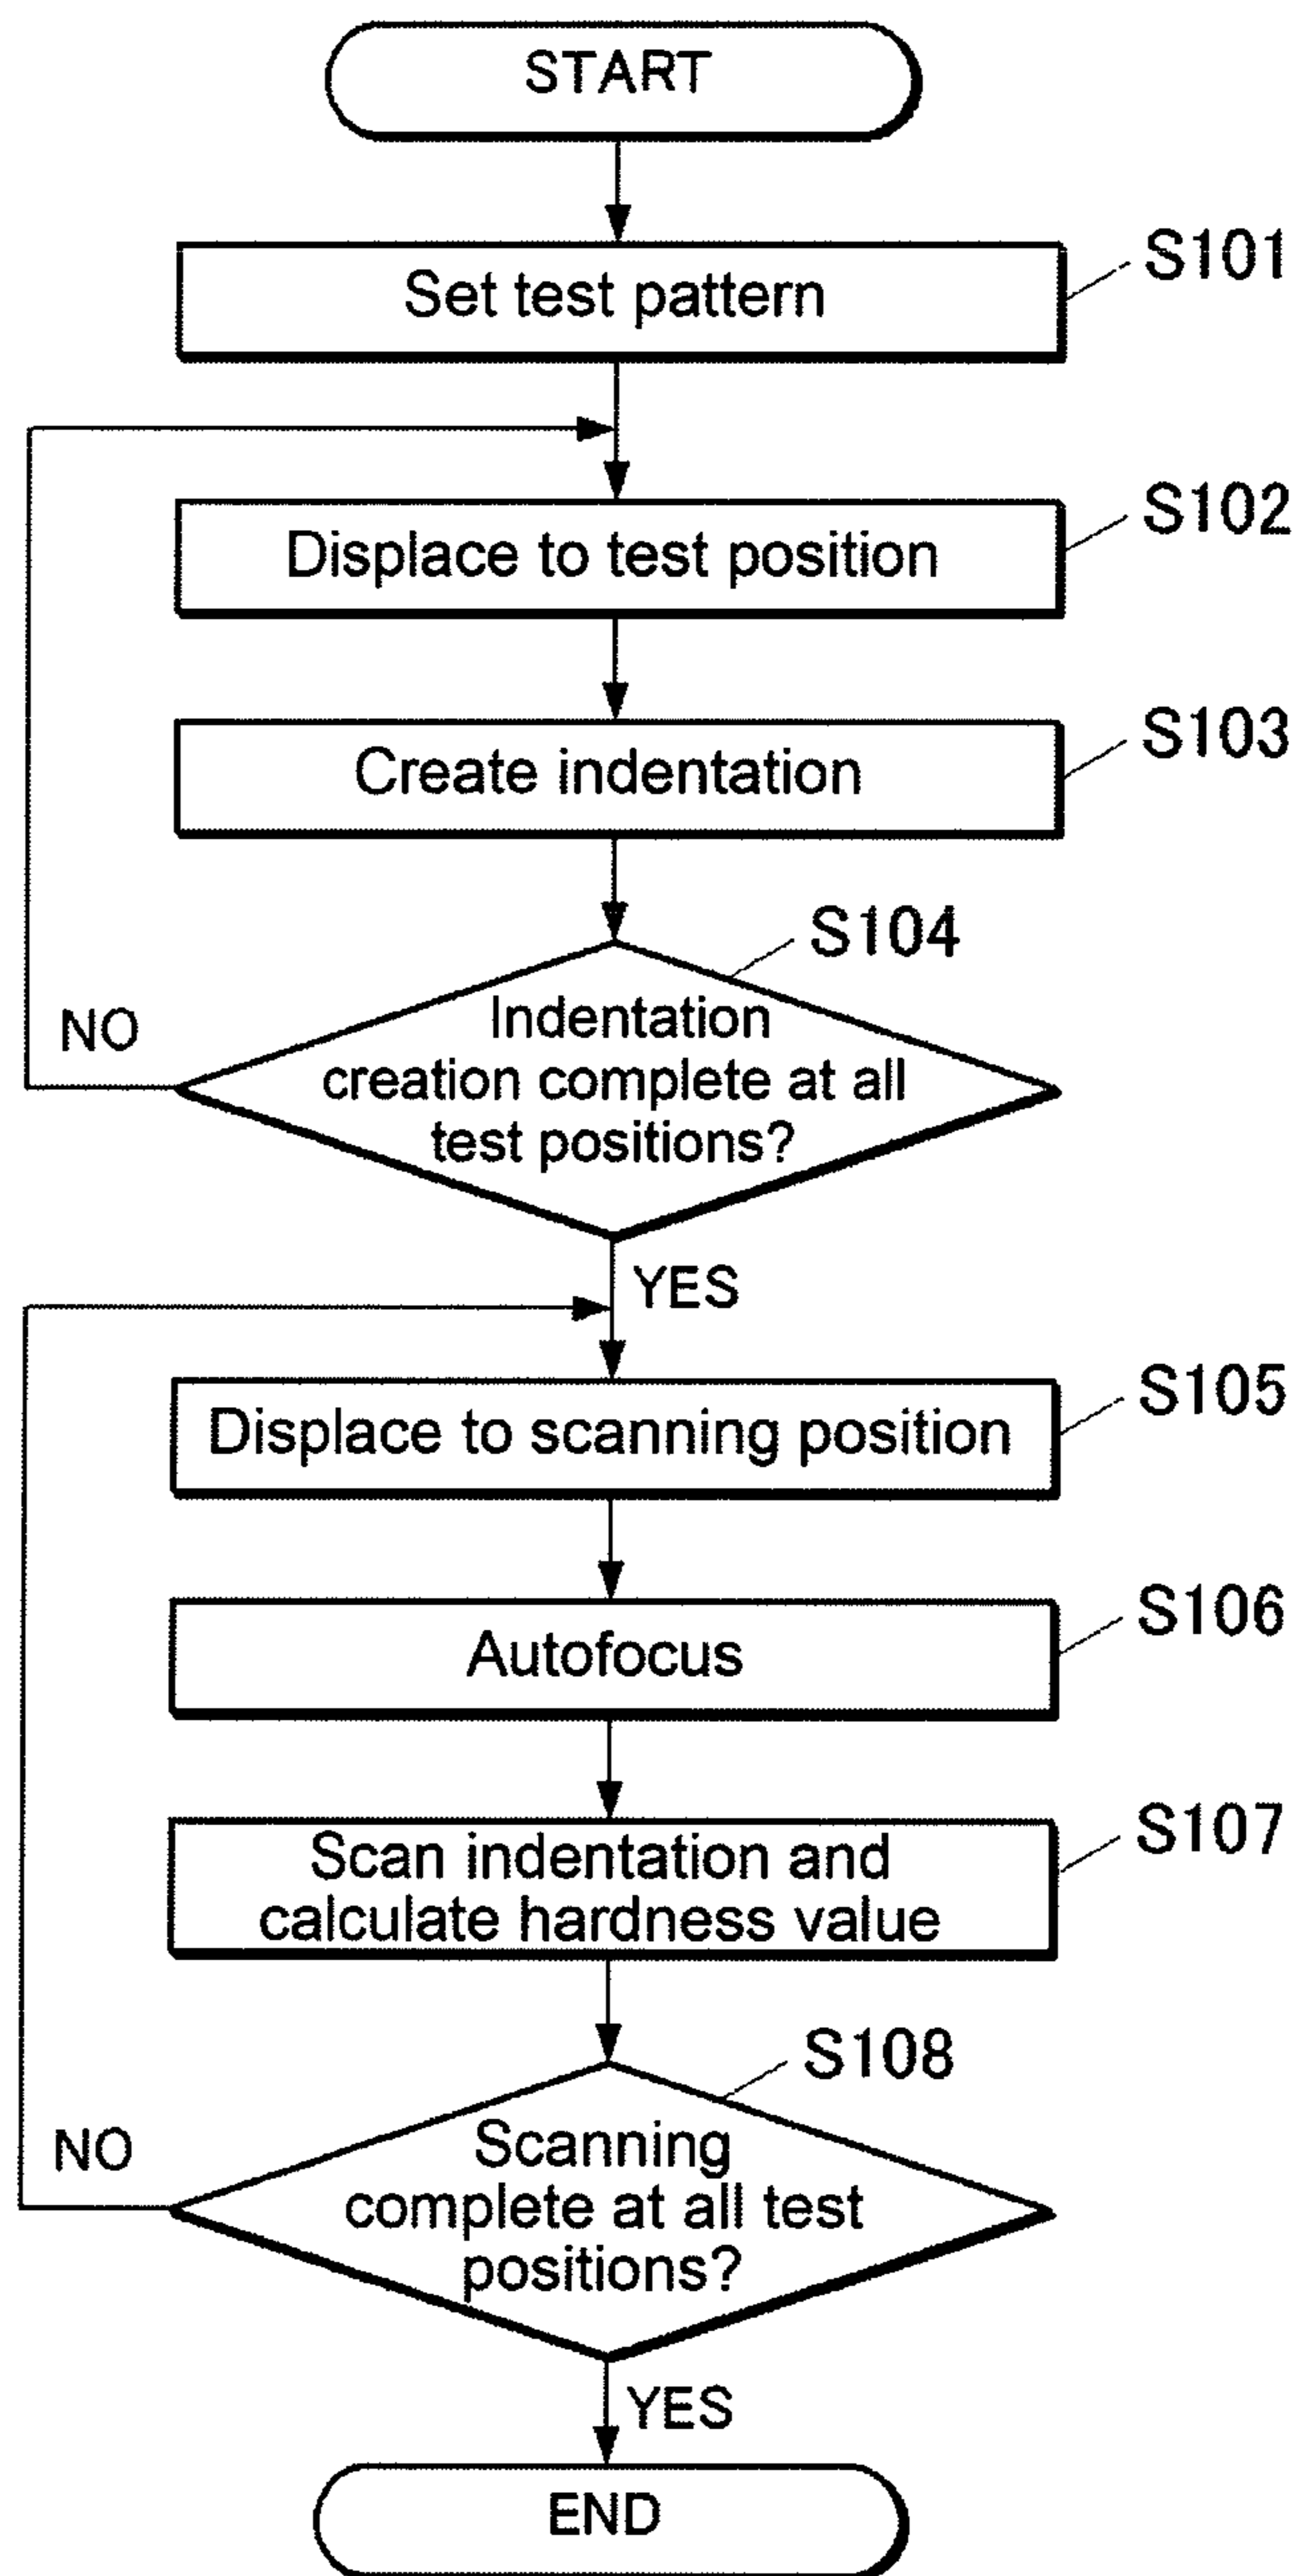 START
S101
Set test pattern
S102
Displace to test position
S103
Create indentation
S104
Indentation
creation complete at all
test positions?
NO
YES
S105
Displace to scanning position
S106
Autofocus
S107
Scan indentation and
calculate hardness value
S108
Scanning
complete at all test
positions?
NO
YES
END